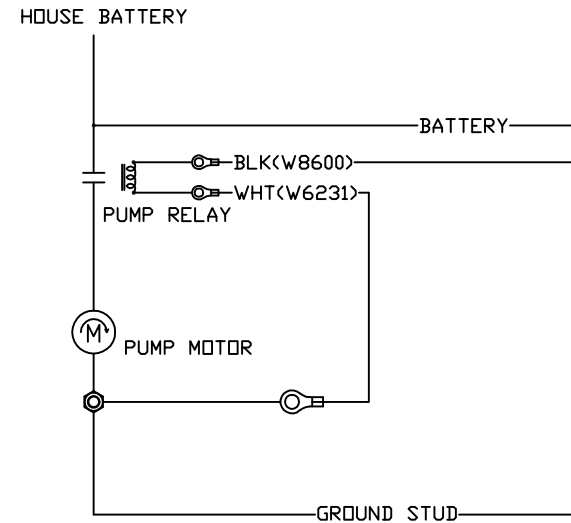 HOUSE BATTERY
BATTERY
BLK(W8600)
WHT(W6231)
PUMP RELAY
M
PUMP MOTOR
GROUND STUD